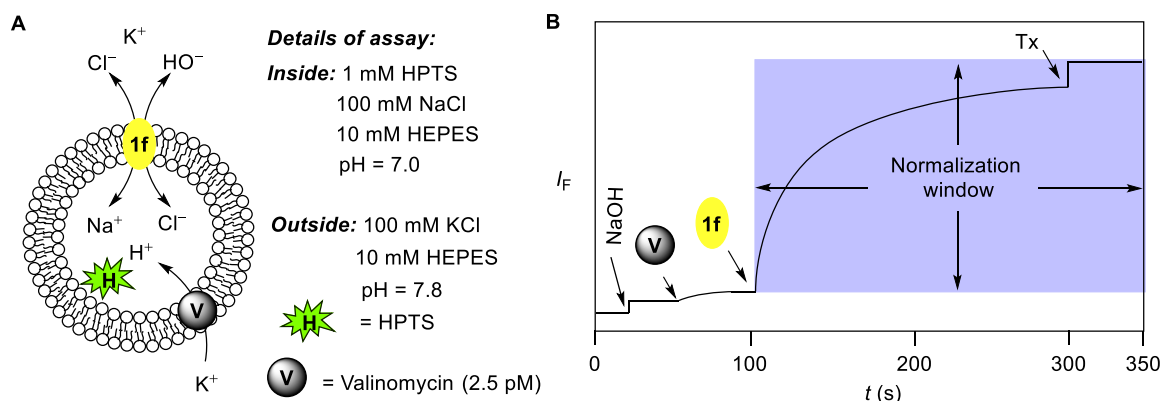 A
K⁺
Cl⁻
HO⁻
1f
Na⁺
Cl⁻
H⁺
H
V
K⁺
Details of assay:
Inside: 1 mM HPTS
100 mM NaCl
10 mM HEPES
pH = 7.0
Outside: 100 mM KCl
10 mM HEPES
pH = 7.8
H = HPTS
V = Valinomycin (2.5 pM)
B
IF
NaOH
V
1f
Tx
Normalization
window
0 100 200 300 350
t (s)